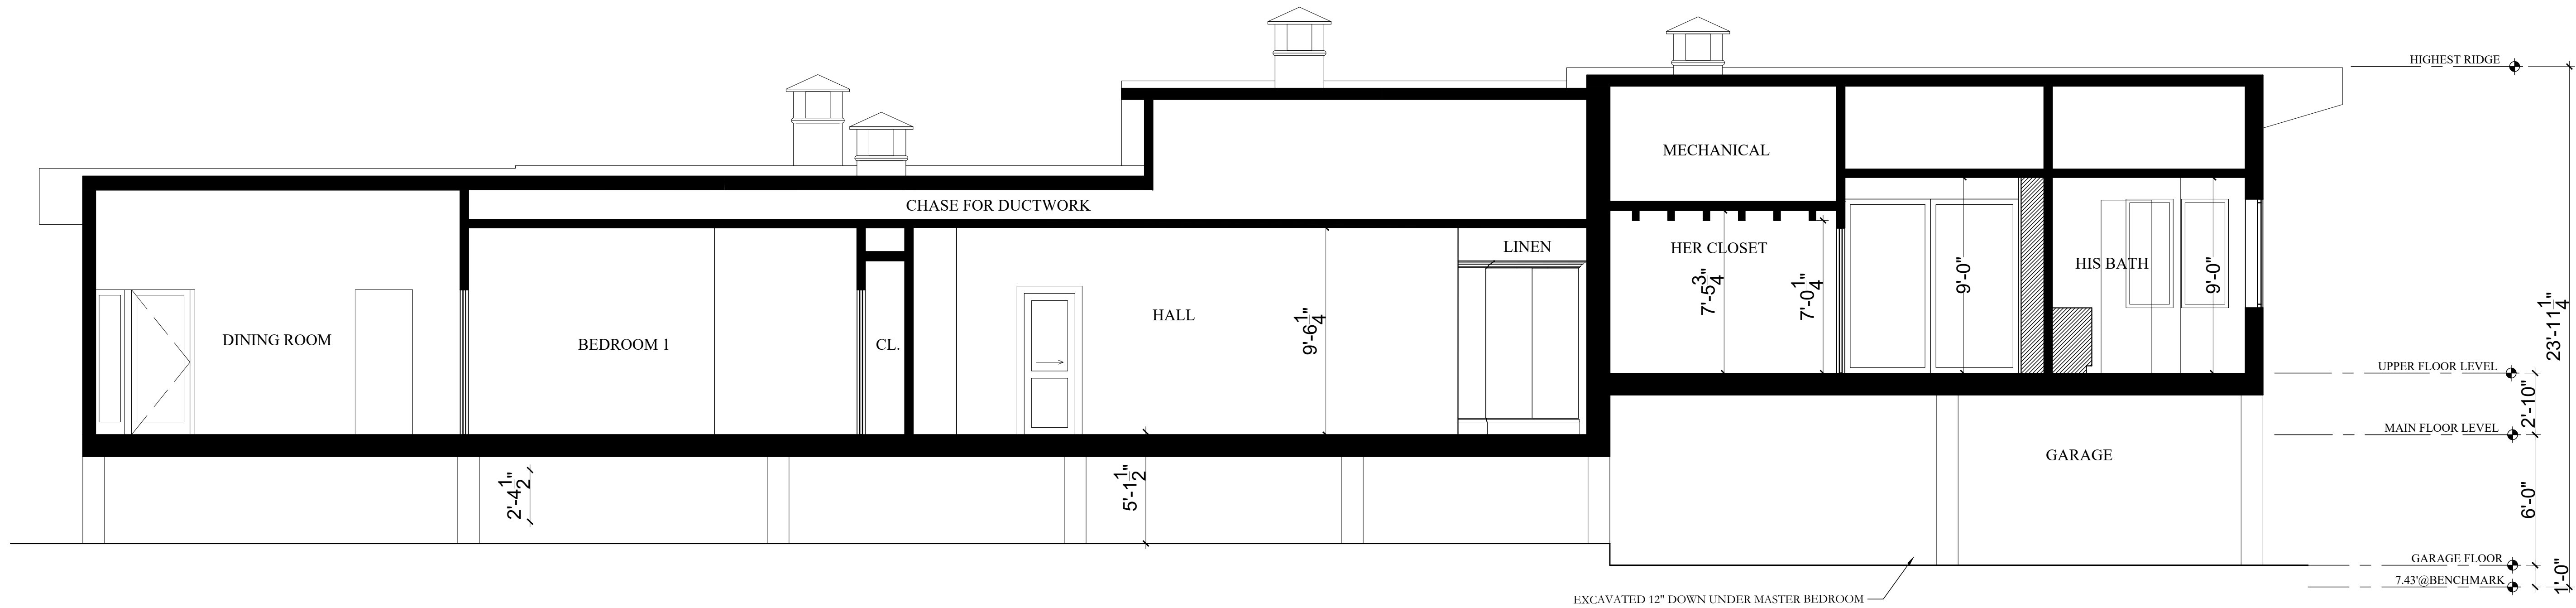 HIGHEST RIDGE
MECHANICAL
CHASE FOR DUCTWORK
LINEN
HER CLOSET
HIS BATH
9'-0"
9'-0"
7'-5 3/4"
7'-0 1/4"
9'-6 1/4"
HALL
DINING ROOM
BEDROOM 1
CL.
23'-11 1/4"
UPPER FLOOR LEVEL
2'-10"
MAIN FLOOR LEVEL
GARAGE
2'-4 1/2"
5'-1 1/2"
6'-0"
GARAGE FLOOR
7.43'@BENCHMARK
1'-0"
EXCAVATED 12" DOWN UNDER MASTER BEDROOM